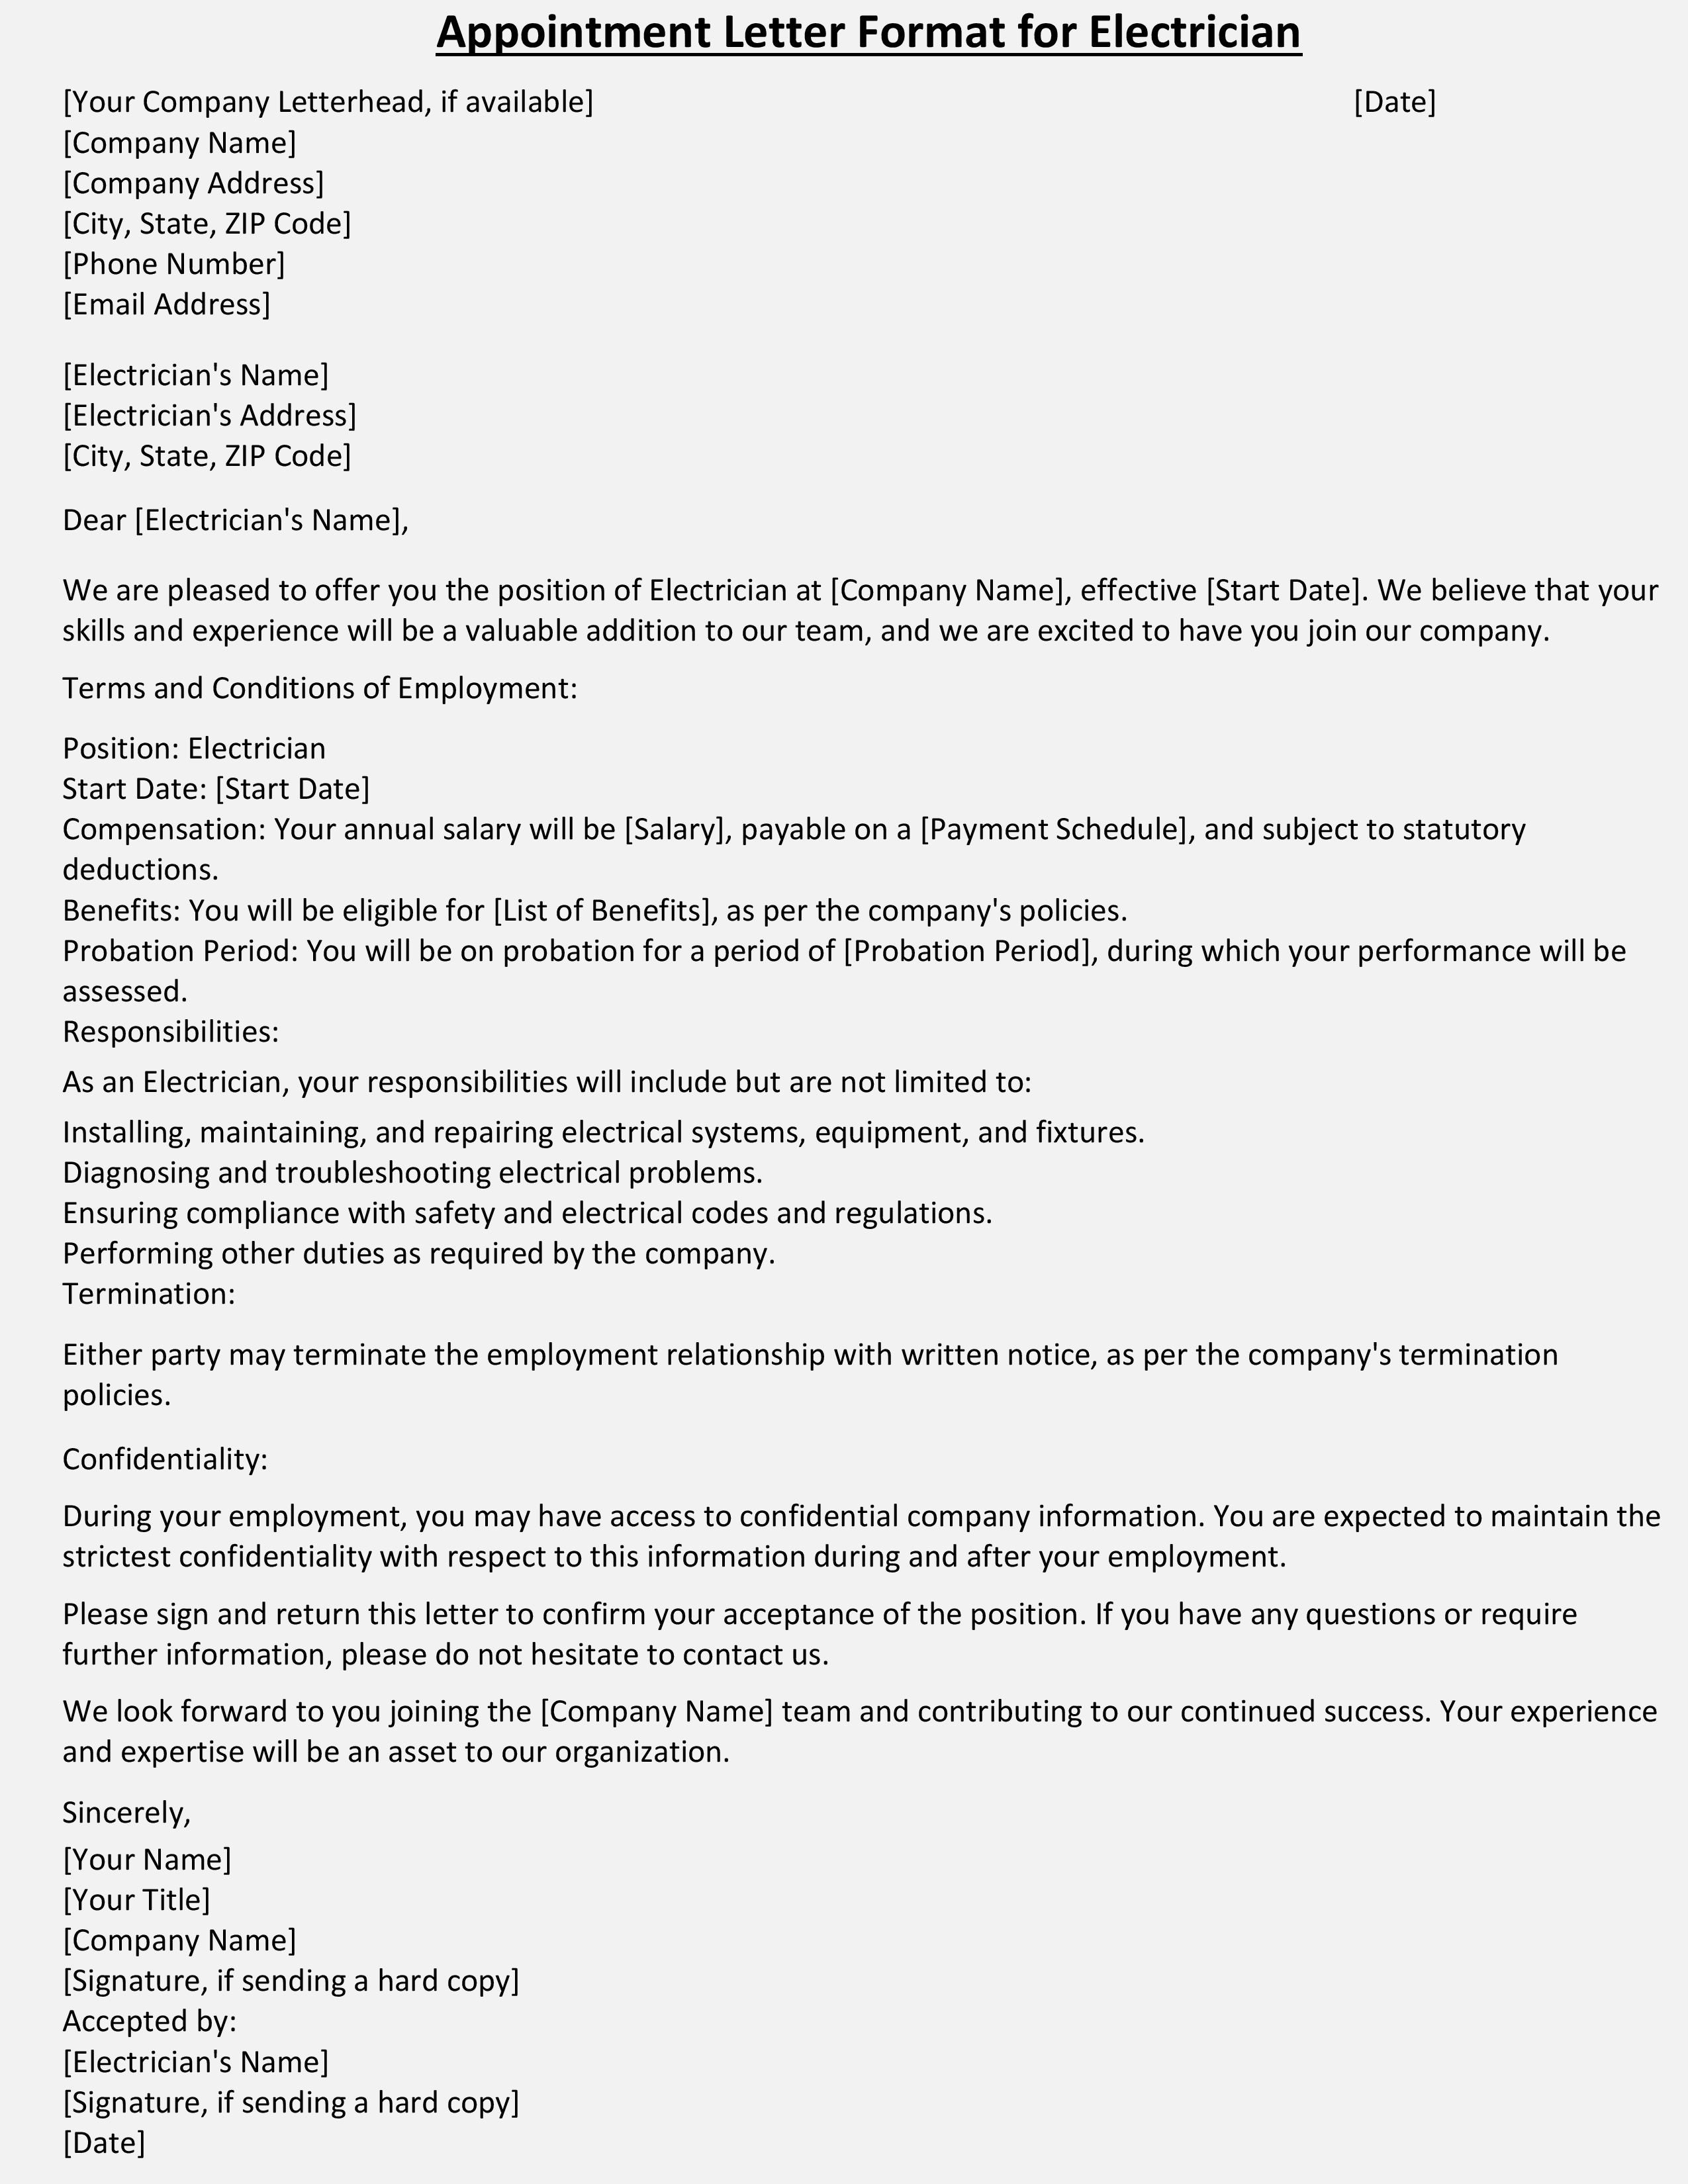 Appointment Letter Format for Electrician
[Your Company Letterhead, if available] [Date]
[Company Name]
[Company Address]
[City, State, ZIP Code]
[Phone Number]
[Email Address]
[Electrician's Name]
[Electrician's Address]
[City, State, ZIP Code]
Dear [Electrician's Name],
We are pleased to offer you the position of Electrician at [Company Name], effective [Start Date]. We believe that your
skills and experience will be a valuable addition to our team, and we are excited to have you join our company.
Terms and Conditions of Employment:
Position: Electrician
Start Date: [Start Date]
Compensation: Your annual salary will be [Salary], payable on a [Payment Schedule], and subject to statutory
deductions.
Benefits: You will be eligible for [List of Benefits], as per the company's policies.
Probation Period: You will be on probation for a period of [Probation Period], during which your performance will be
assessed.
Responsibilities:
As an Electrician, your responsibilities will include but are not limited to:
Installing, maintaining, and repairing electrical systems, equipment, and fixtures.
Diagnosing and troubleshooting electrical problems.
Ensuring compliance with safety and electrical codes and regulations.
Performing other duties as required by the company.
Termination:
Either party may terminate the employment relationship with written notice, as per the company's termination
policies.
Confidentiality:
During your employment, you may have access to confidential company information. You are expected to maintain the
strictest confidentiality with respect to this information during and after your employment.
Please sign and return this letter to confirm your acceptance of the position. If you have any questions or require
further information, please do not hesitate to contact us.
We look forward to you joining the [Company Name] team and contributing to our continued success. Your experience
and expertise will be an asset to our organization.
Sincerely,
[Your Name]
[Your Title]
[Company Name]
[Signature, if sending a hard copy]
Accepted by:
[Electrician's Name]
[Signature, if sending a hard copy]
[Date]